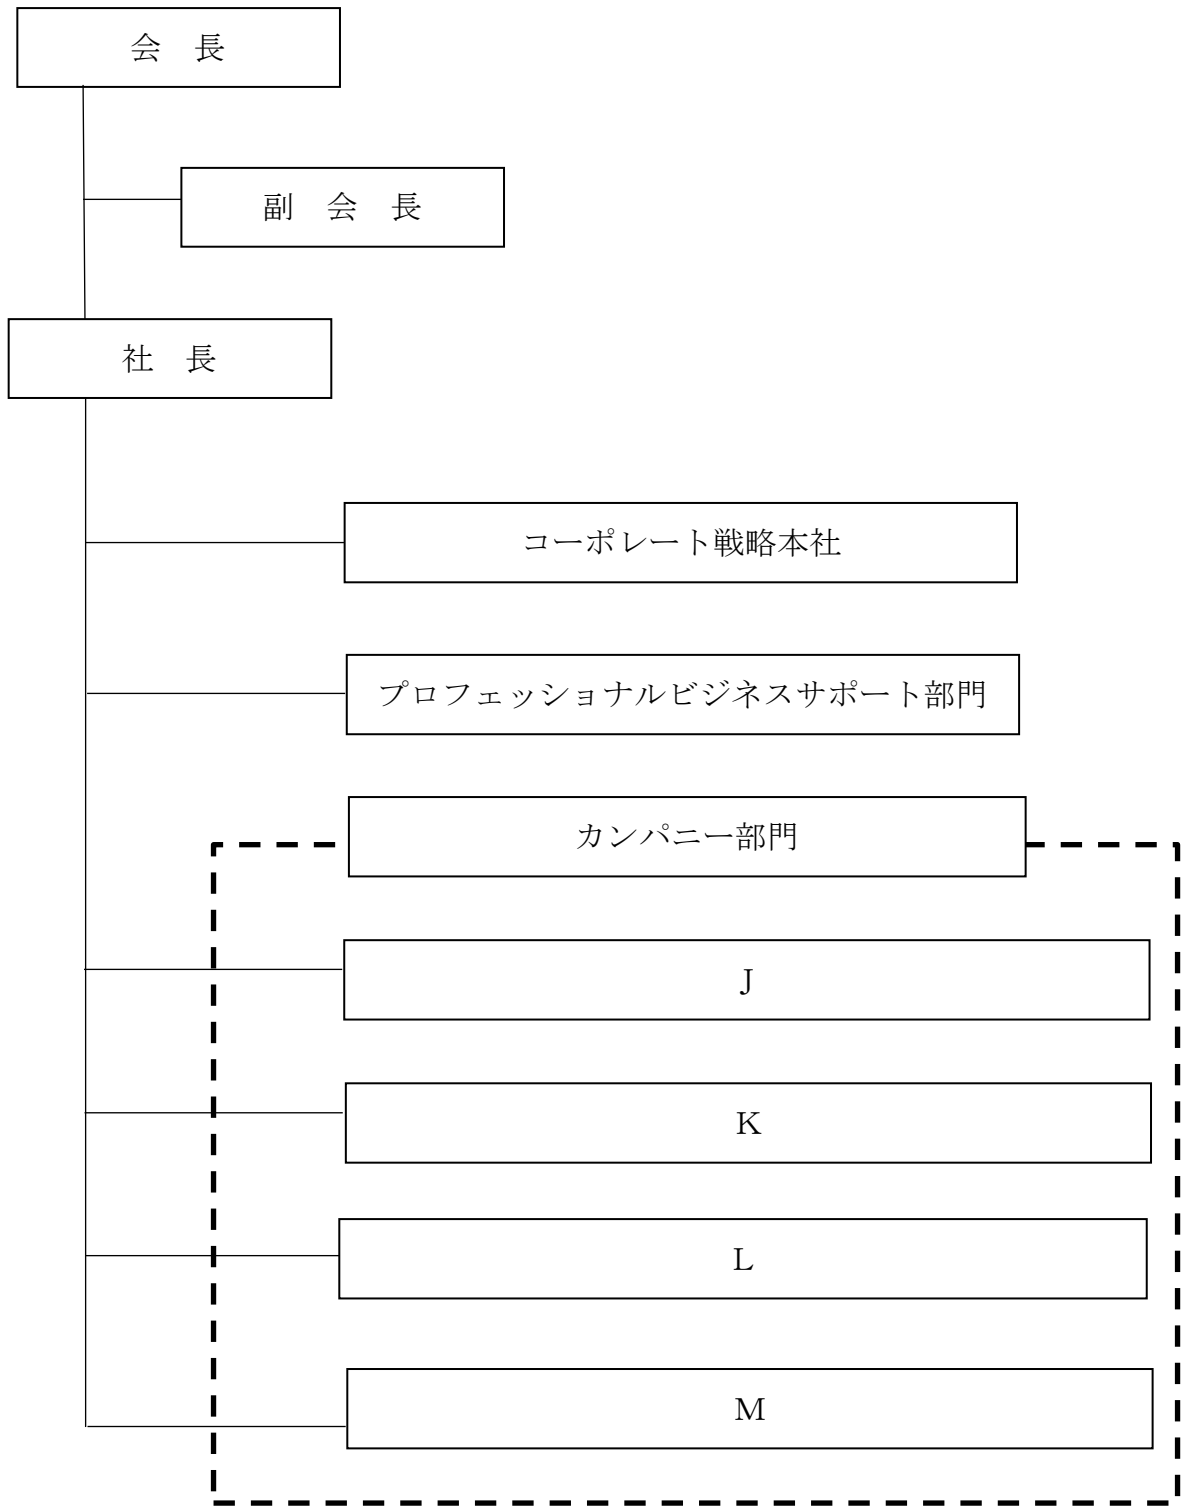 会　長
副　会　長
社　長
コーポレート戦略本社
プロフェッショナルビジネスサポート部門
カンパニー部門
J
K
L
M